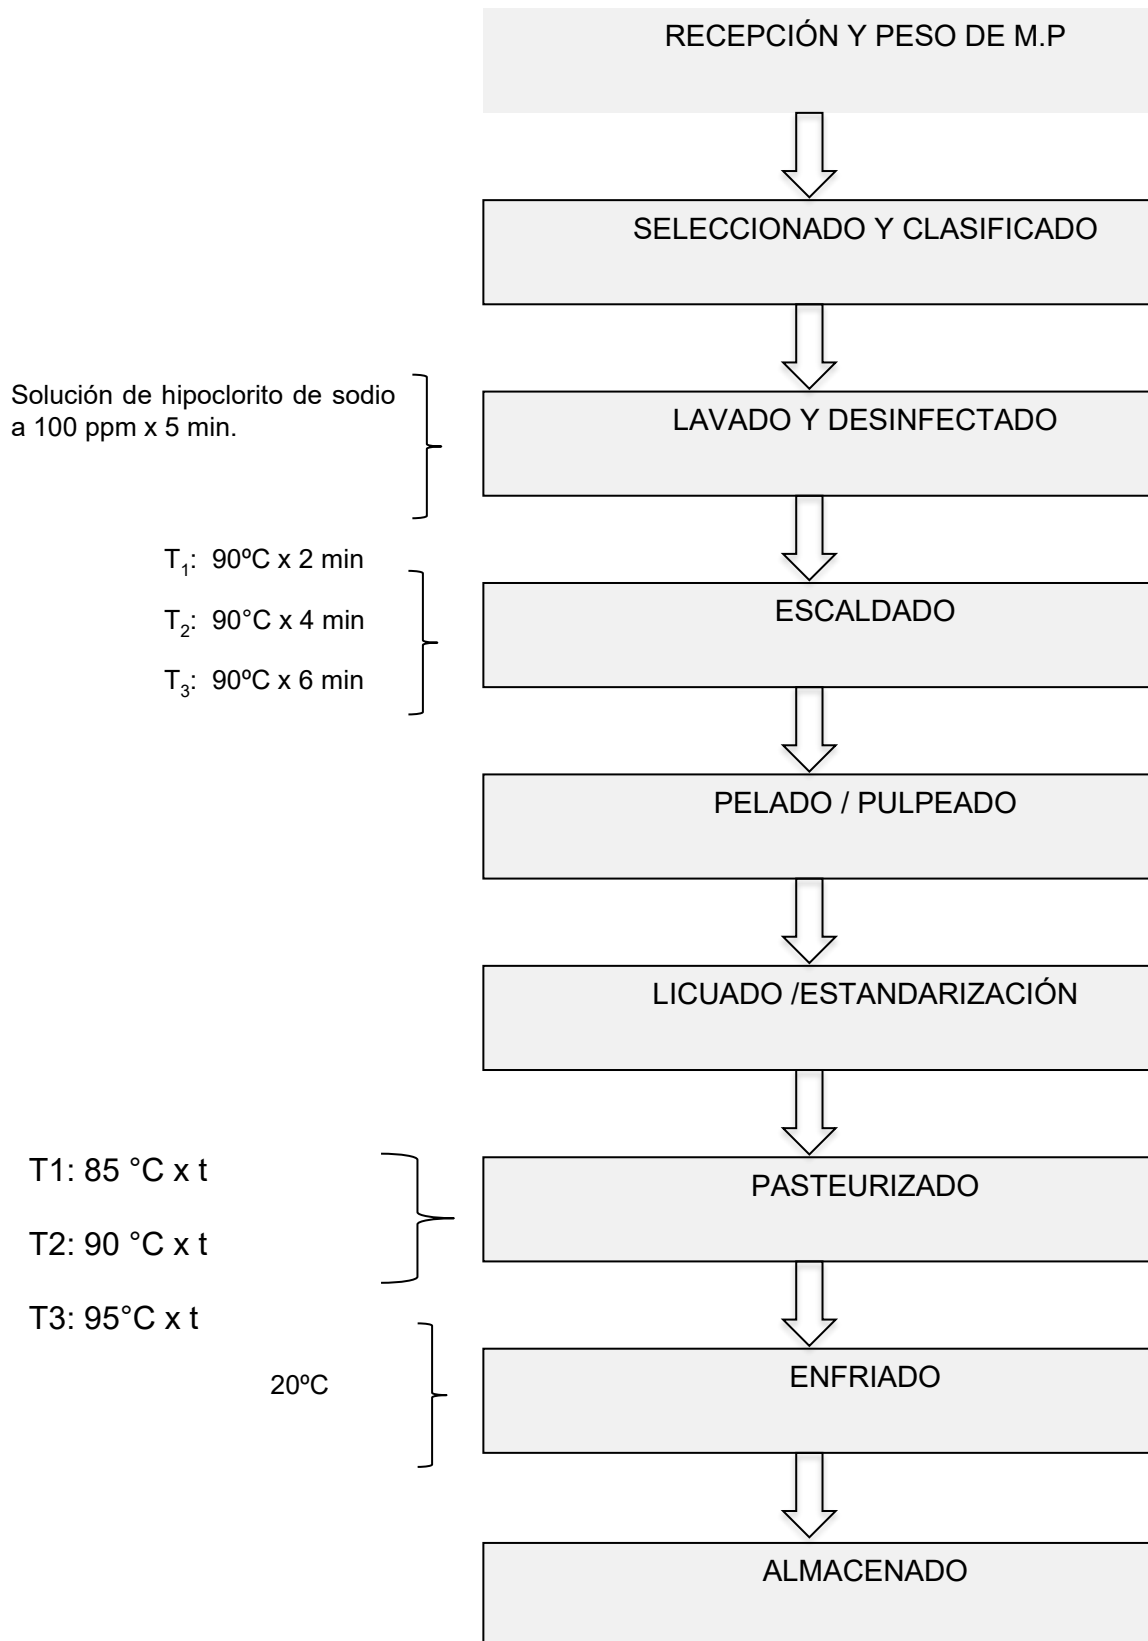 RECEPCIÓN Y PESO DE M.P
SELECCIONADO Y CLASIFICADO
Solución de hipoclorito de sodio
a 100 ppm x 5 min.
LAVADO Y DESINFECTADO
T₁: 90ºC x 2 min
T₂: 90°C x 4 min
T₃: 90ºC x 6 min
ESCALDADO
PELADO / PULPEADO
LICUADO /ESTANDARIZACIÓN
T1: 85 °C x t
T2: 90 °C x t
T3: 95°C x t
PASTEURIZADO
20ºC
ENFRIADO
ALMACENADO